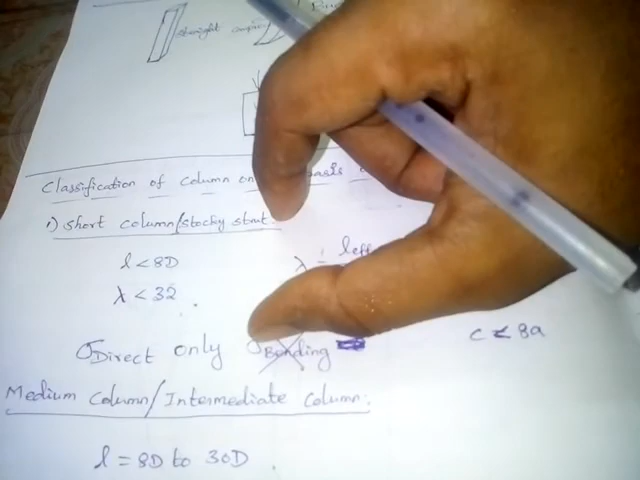 straight
Classification of Column on basis
1) Short Column/Stocky Strut
l < 8D
λ = leff
λ < 32
σDirect only σBending
c < 8a
Medium Column/Intermediate Column:
l = 8D to 30D.